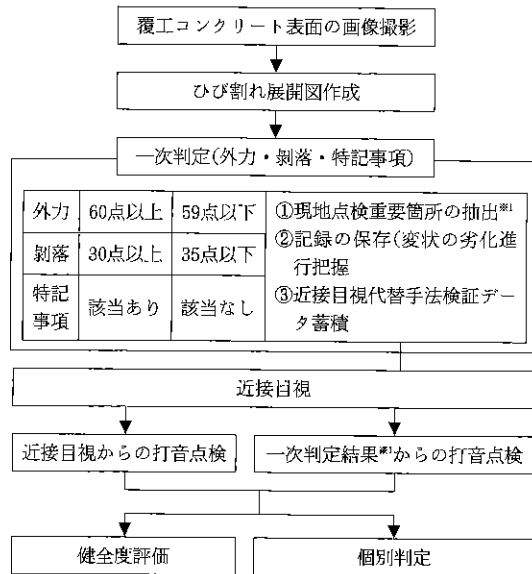 覆工コンクリート表面の画像撮影
ひび割れ展開図作成
一次判定(外力・剥落・特記事項)
外力 60点以上 59点以下
剥落 30点以上 35点以下
特記事項 該当あり 該当なし
①現地点検重要箇所の抽出※1
②記録の保存(変状の劣化進
行把握
③近接目視代替手法検証デー
タ蓄積
近接目視
近接目視からの打音点検
一次判定結果※1からの打音点検
健全度評価
個別判定